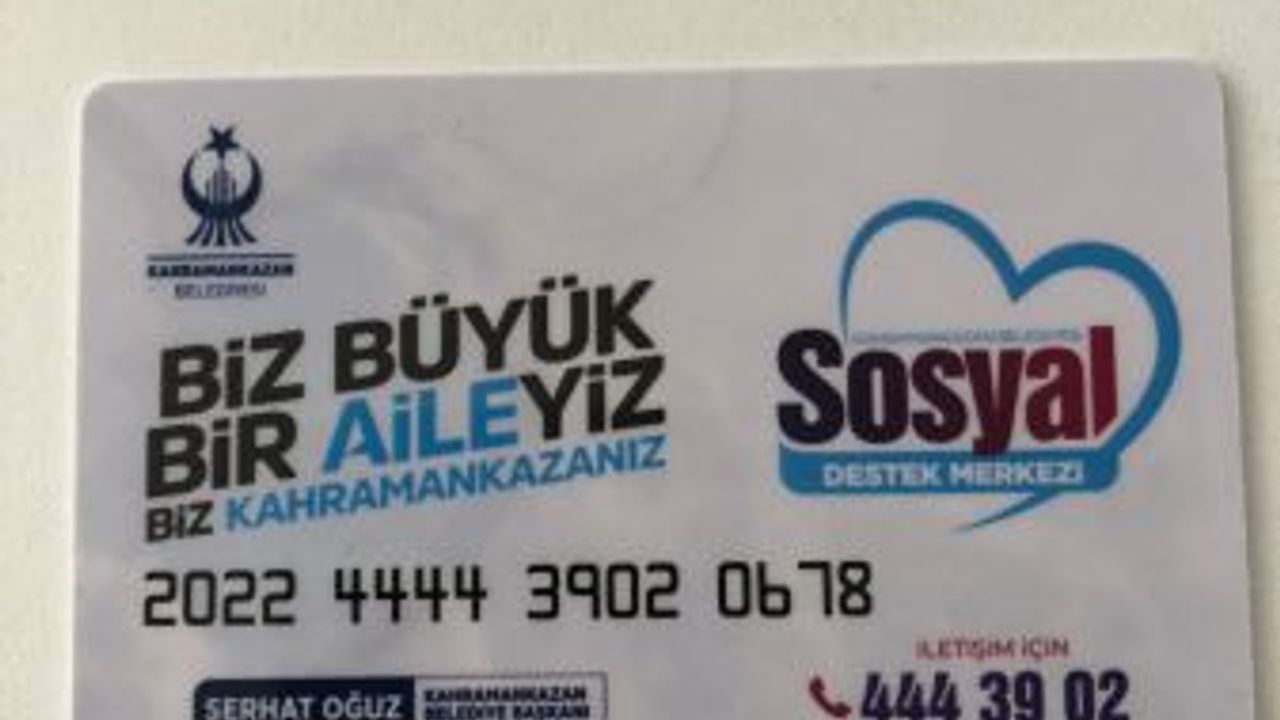 KAHRAMANKAZAN
BELEDİYESİ
BiZ BÜYÜK
BiR AiLEYiZ
BiZ KAHRAMANKAZANIZ
Sosyal
DESTEK MERKEZİ
2022 4444 3902 0678
İLETİŞİM İÇİN
444 39 02
SERHAT OĞUZ
KAHRAMANKAZAN
BELEDİYE BAŞKANI